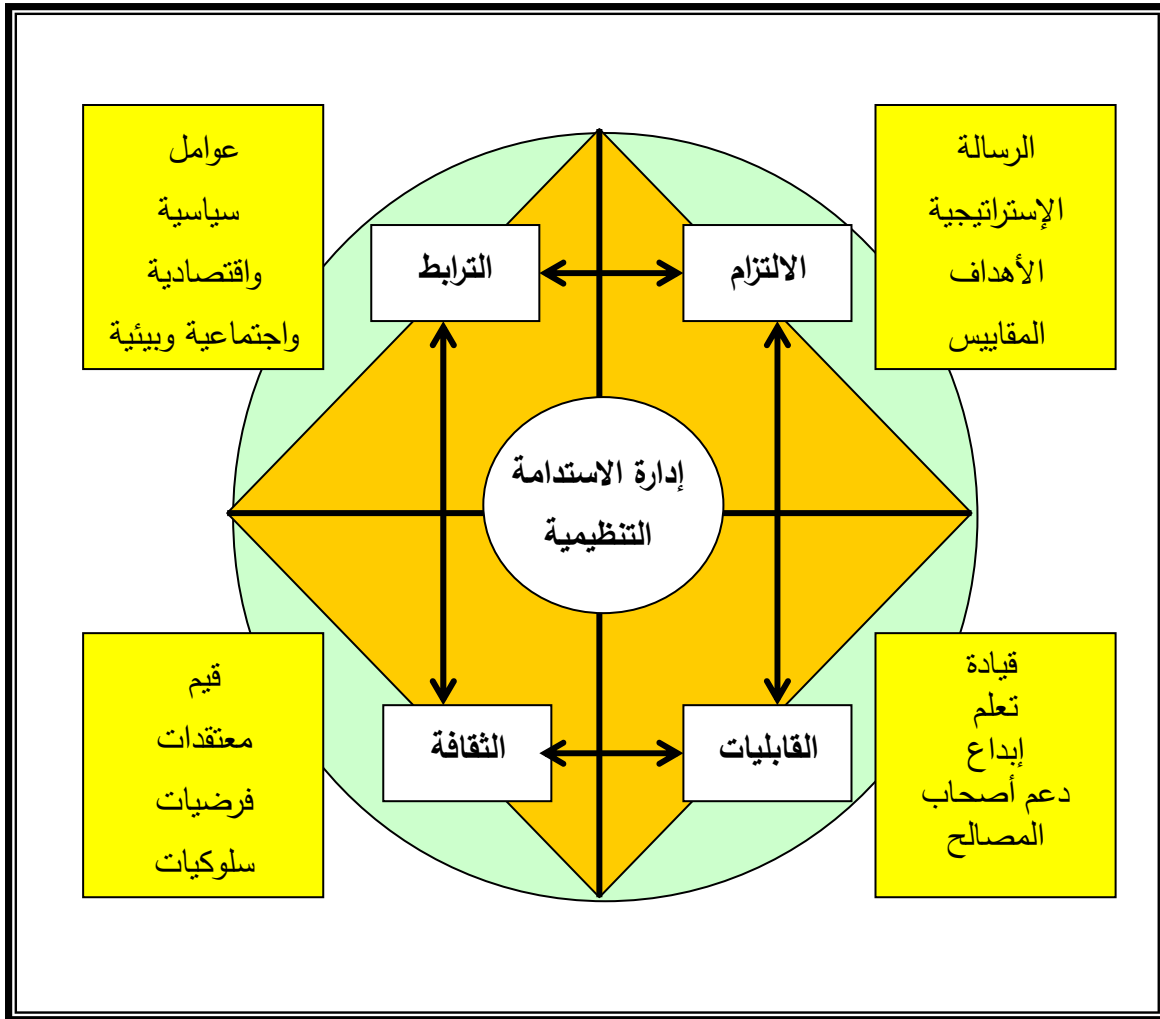 الرسالة
الإستراتيجية
الأهداف
المقاييس
عوامل
سياسية
واقتصادية
واجتماعية وبيئية
الالتزام
الترابط
إدارة الاستدامة
التنظيمية
القابليات
الثقافة
قيادة
تعلم
إبداع
دعم أصحاب
المصالح
قيم
معتقدات
فرضيات
سلوكيات